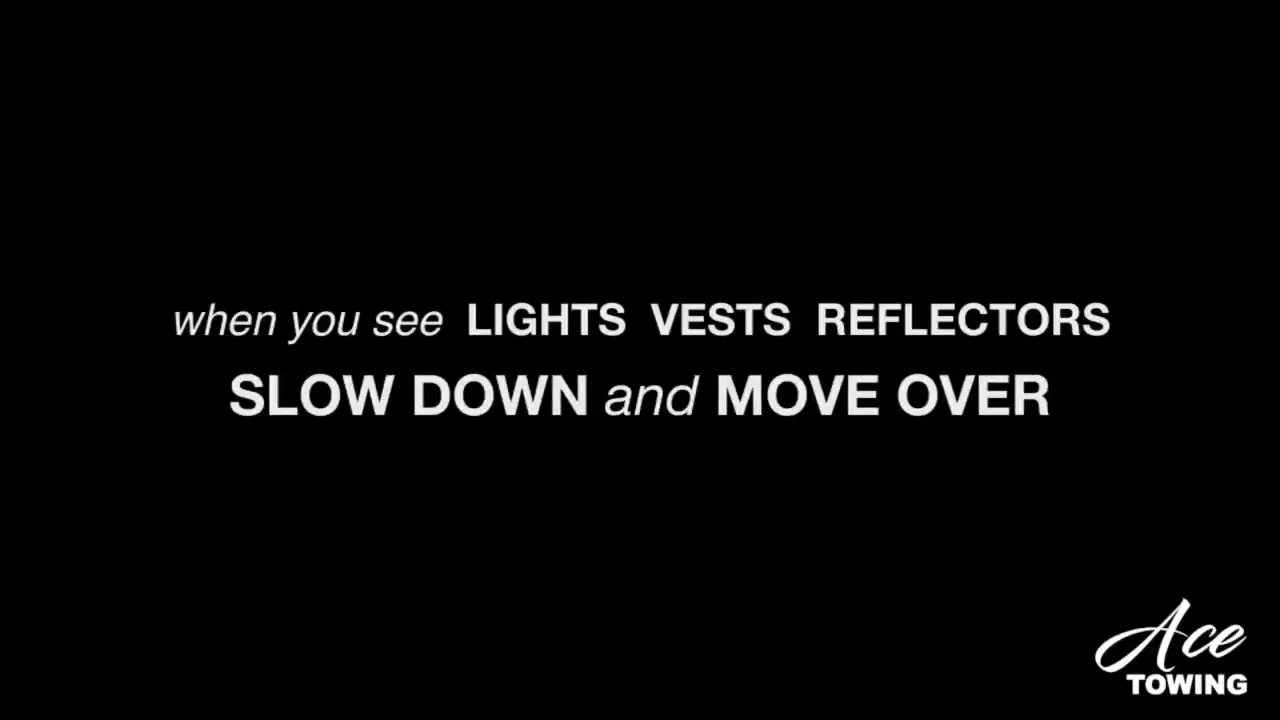 when you see LIGHTS VESTS REFLECTORS
SLOW DOWN and MOVE OVER
Ace
TOWING